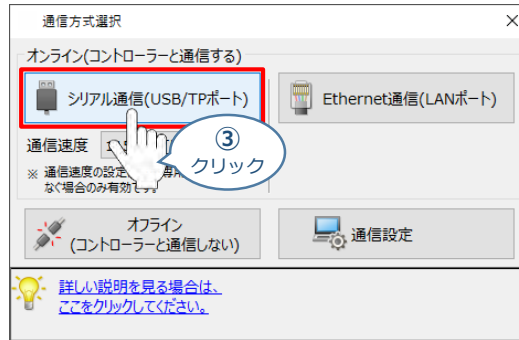 通信方式選択
オンライン(コントローラーと通信する)
シリアル通信(USB/TPポート)
Ethernet通信(LANポート)
通信速度
③
クリック
※ 通信速度の設定
なぐ場合のみ有効です。
オフライン
(コントローラーと通信しない)
通信設定
詳しい説明を見る場合は、
ここをクリックしてください。